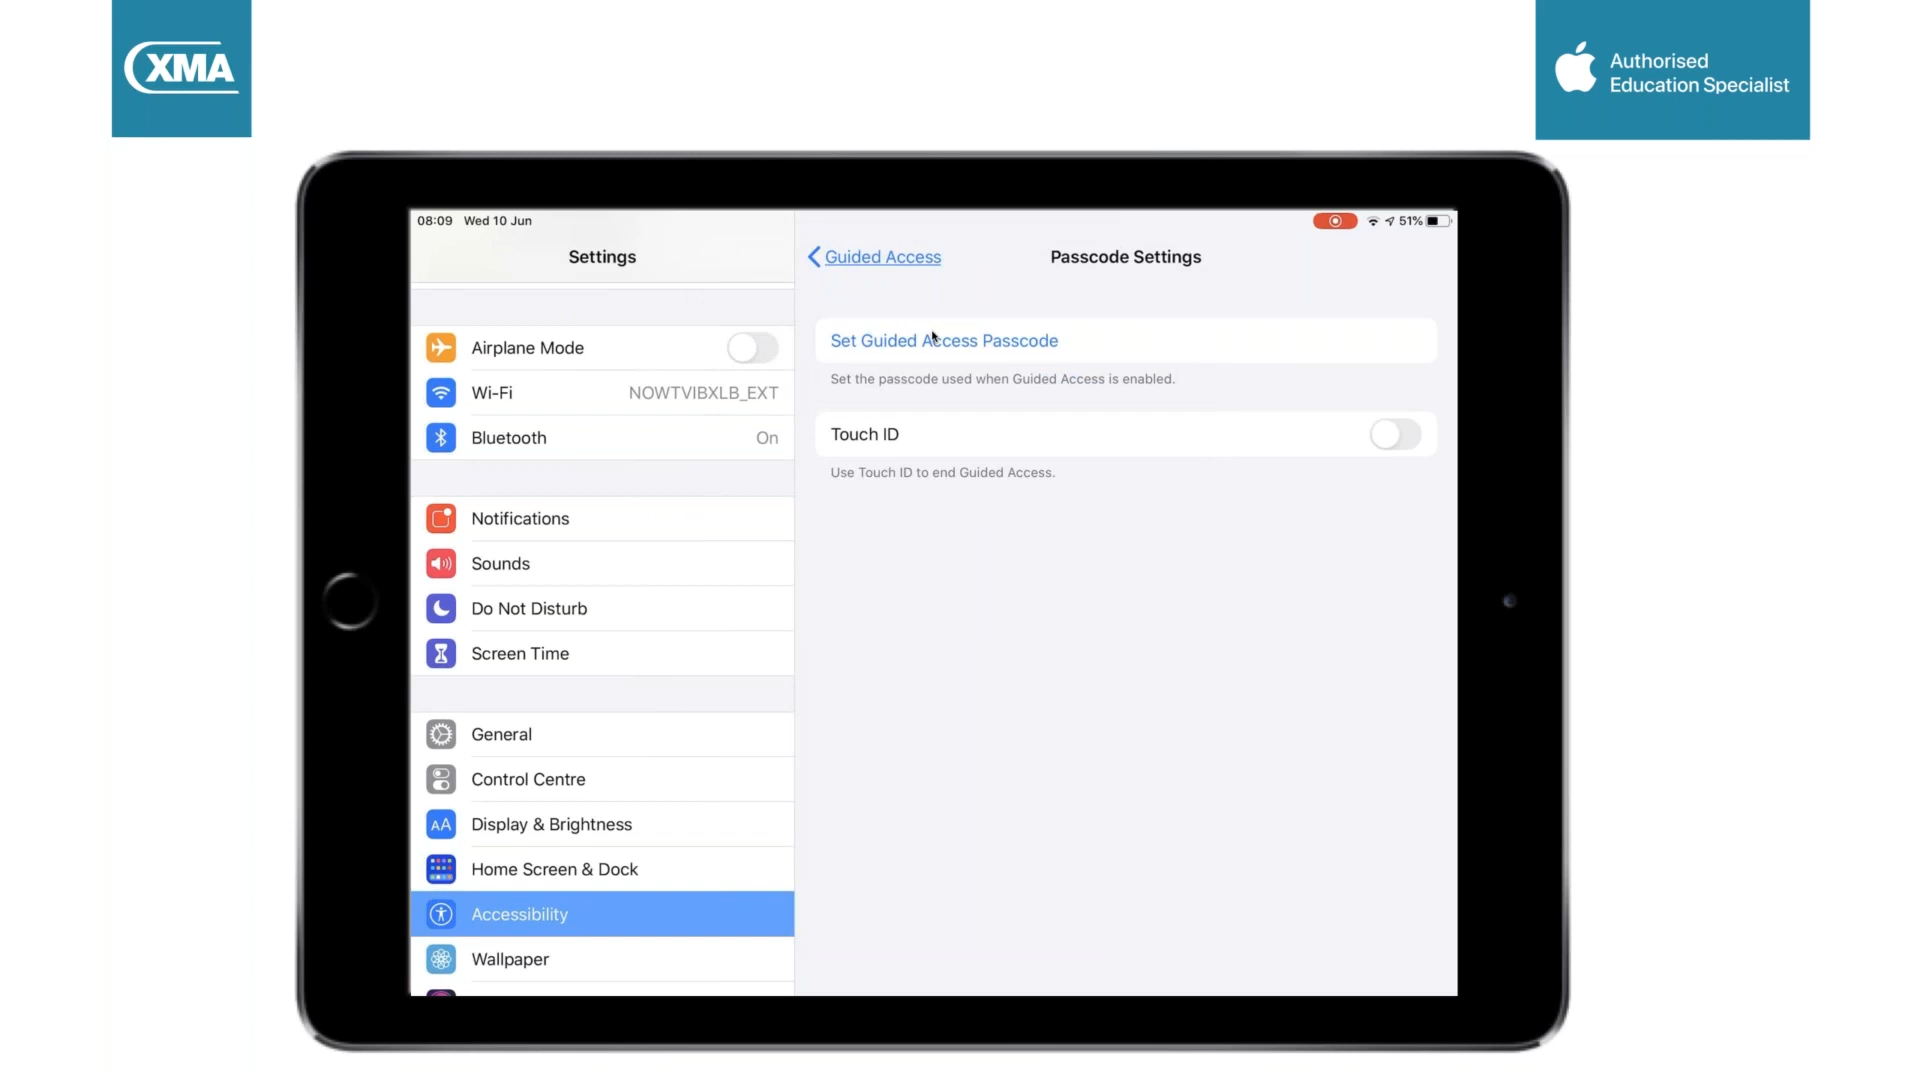 XMA
Authorised
Education Specialist
08:09 Wed 10 Jun
51%
Settings
Guided Access
Passcode Settings
Airplane Mode
Wi-Fi NOWTVIBXLB_EXT
Bluetooth On
Notifications
Sounds
Do Not Disturb
Screen Time
General
Control Centre
AA Display & Brightness
Home Screen & Dock
Accessibility
Wallpaper
Set Guided Access Passcode
Set the passcode used when Guided Access is enabled.
Touch ID
Use Touch ID to end Guided Access.